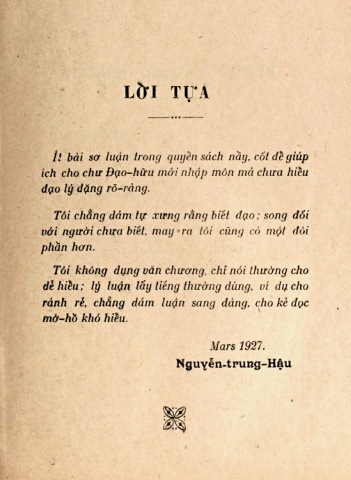 LỜI TỰA
Ít bài sơ luận trong quyển sách nầy, cốt để giúp
ích cho chư Đạo-hữu mới nhập môn mà chưa hiểu
đạo lý đặng rõ-ràng.
Tôi chẳng dám tự xưng rằng biết đạo; song đối
với người chưa biết, may ra tôi cũng có một đôi
phần hơn.
Tôi không dụng văn chương, chỉ nói thường cho
dễ hiểu; lý luận lấy tiếng thường dùng, ví dụ cho
rành rẽ, chẳng dám luận sang đàng, cho kẻ đọc
mờ-hồ khó hiểu.
Mars 1927.
Nguyễn-trung-Hậu